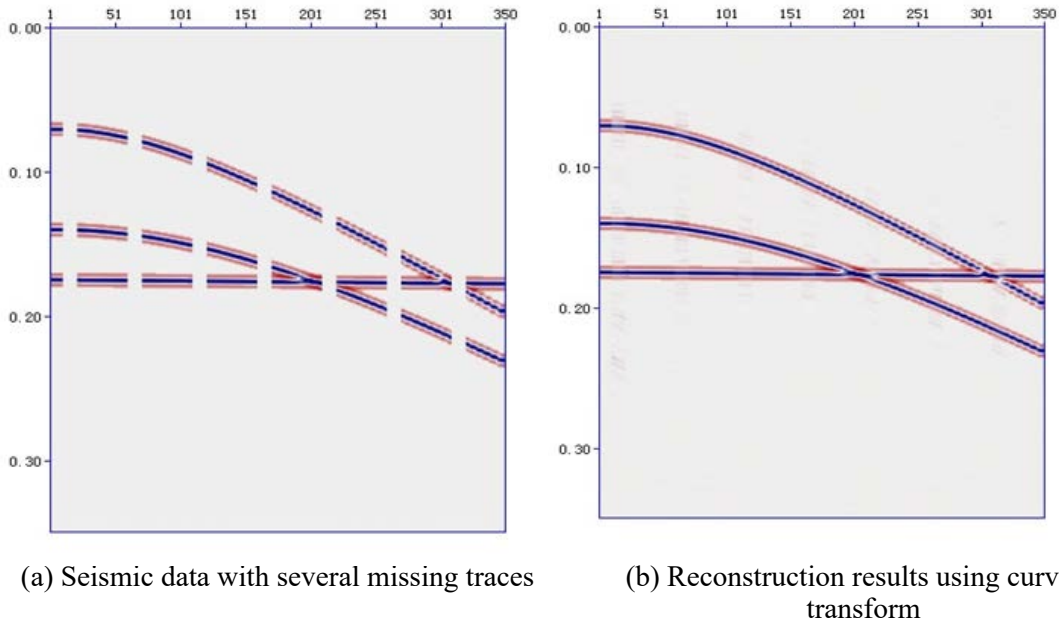 1 51 101 151 201 251 301 350
0.00
0.10
0.20
0.30
(a) Seismic data with several missing traces
1 51 101 151 201 251 301 350
0.00
0.10
0.20
0.30
(b) Reconstruction results using curv
transform